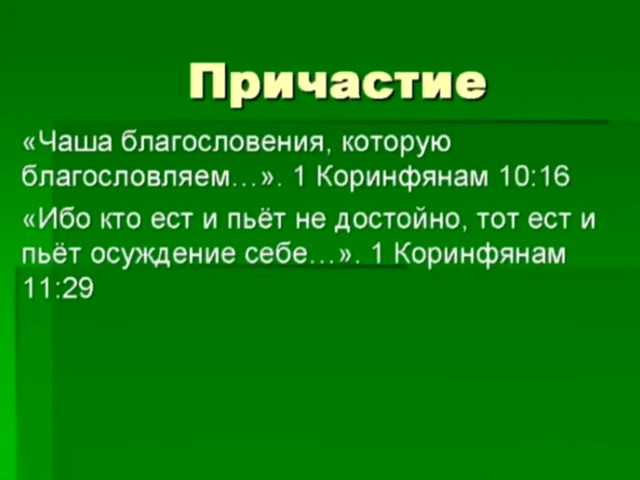 Причастие
«Чаша благословения, которую
благословляем…». 1 Коринфянам 10:16
«Ибо кто ест и пьёт не достойно, тот ест и
пьёт осуждение себе…». 1 Коринфянам
11:29